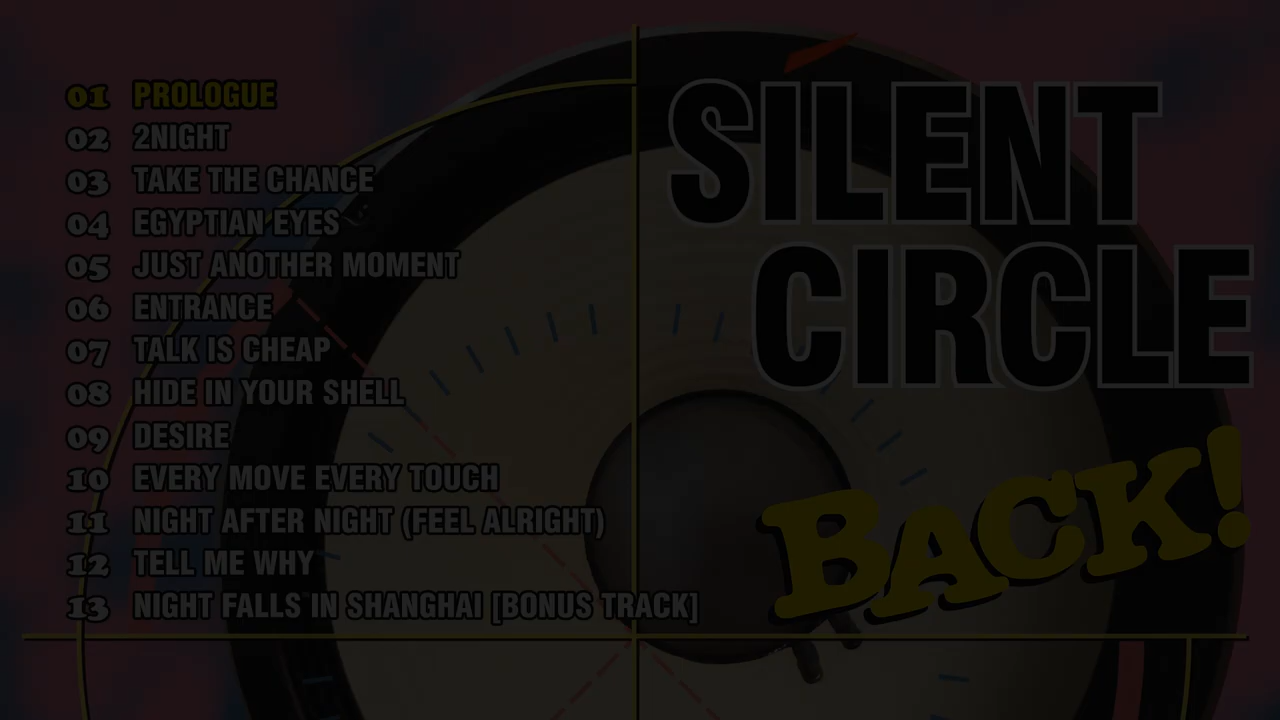 01 PROLOGUE
02 2NIGHT
03 TAKE THE CHANCE
04 EGYPTIAN EYES
05 JUST ANOTHER MOMENT
06 ENTRANCE
07 TALK IS CHEAP
08 HIDE IN YOUR SHELL
09 DESIRE
10 EVERY MOVE EVERY TOUCH
11 NIGHT AFTER NIGHT (FEEL ALRIGHT)
12 TELL ME WHY
13 NIGHT FALLS IN SHANGHAI [BONUS TRACK]
SILENT
CIRCLE
BACK!